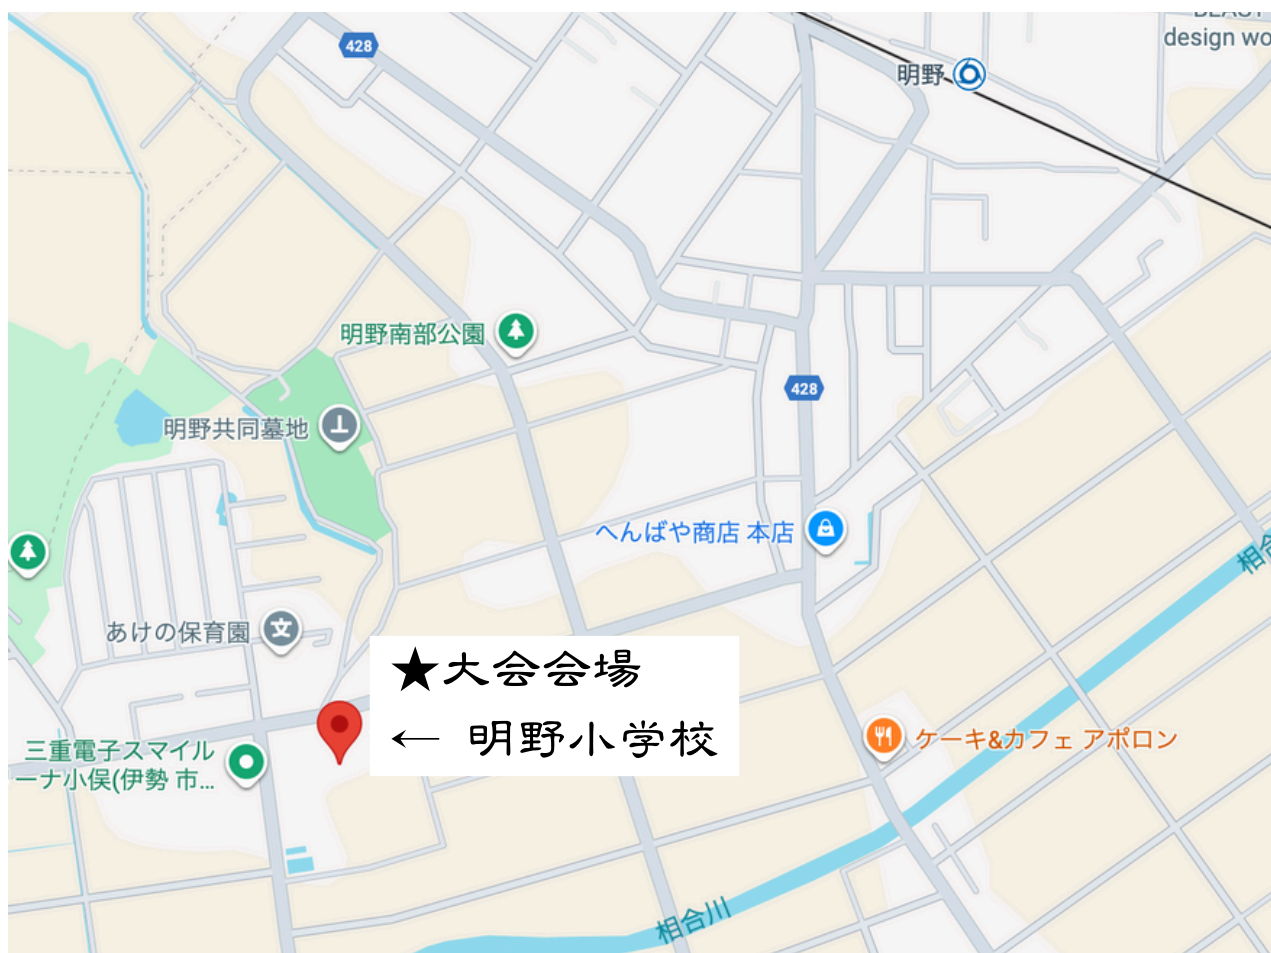 design wo
428
明野
明野南部公園
428
明野共同墓地
へんばや商店 本店
あけの保育園
★大会会場
← 明野小学校
三重電子スマイル
ーナ小俣(伊勢 市...
ケーキ&カフェ アポロン
相合川